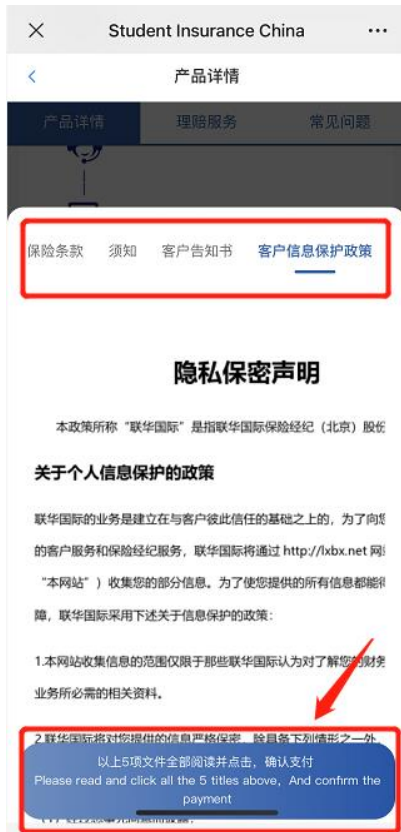 Student Insurance China
产品详情
产品详情 理赔服务 常见问题
保险条款 须知 客户告知书 客户信息保护政策
隐私保密声明
本政策所称“联华国际”是指联华国际保险经纪（北京）股份
关于个人信息保护的政策
联华国际的业务是建立在与客户彼此信任的基础之上的，为了向您
的客户服务和保险经纪服务，联华国际将通过 http://lxbx.net 网
“本网站”）收集您的部分信息。为了使您提供的所有信息都能得
障，联华国际采用下述关于信息保护的政策：
1.本网站收集信息的范围仅限于那些联华国际认为对了解您的财务
业务所必需的相关资料。
2.联华国际将对您提供的信息严格保密，除具备下列情形之一外，
以上5项文件全部阅读并点击，确认支付
Please read and click all the 5 titles above，And confirm the
payment